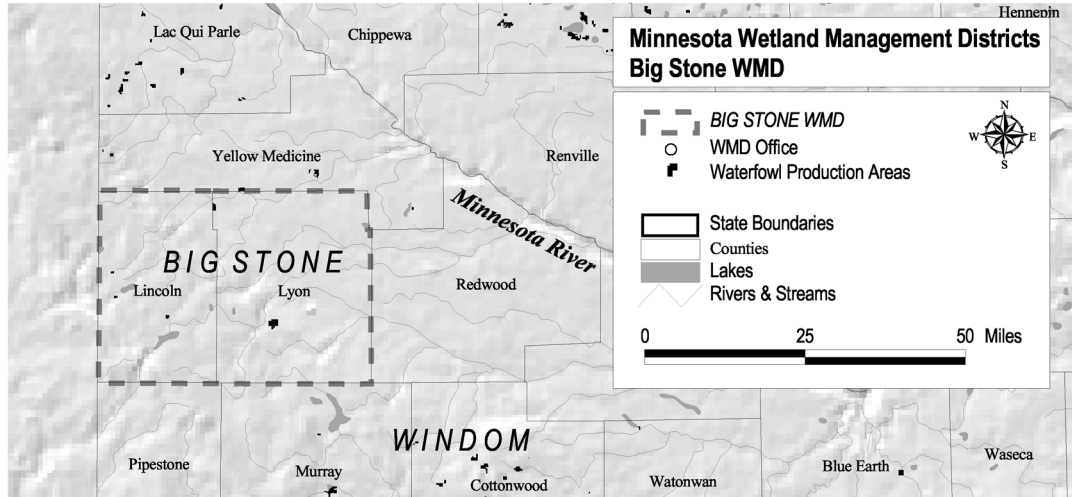 Hennepin
Lac Qui Parle
Chippewa
Minnesota Wetland Management Districts
Big Stone WMD
BIG STONE WMD
WMD Office
Waterfowl Production Areas
N
W
E
S
Yellow Medicine
Renville
Minnesota River
State Boundaries
Counties
Lakes
Rivers & Streams
BIG STONE
Lincoln
Lyon
Redwood
0 25 50 Miles
WINDOM
Pipestone
Murray
Cottonwood
Watonwan
Blue Earth
Waseca